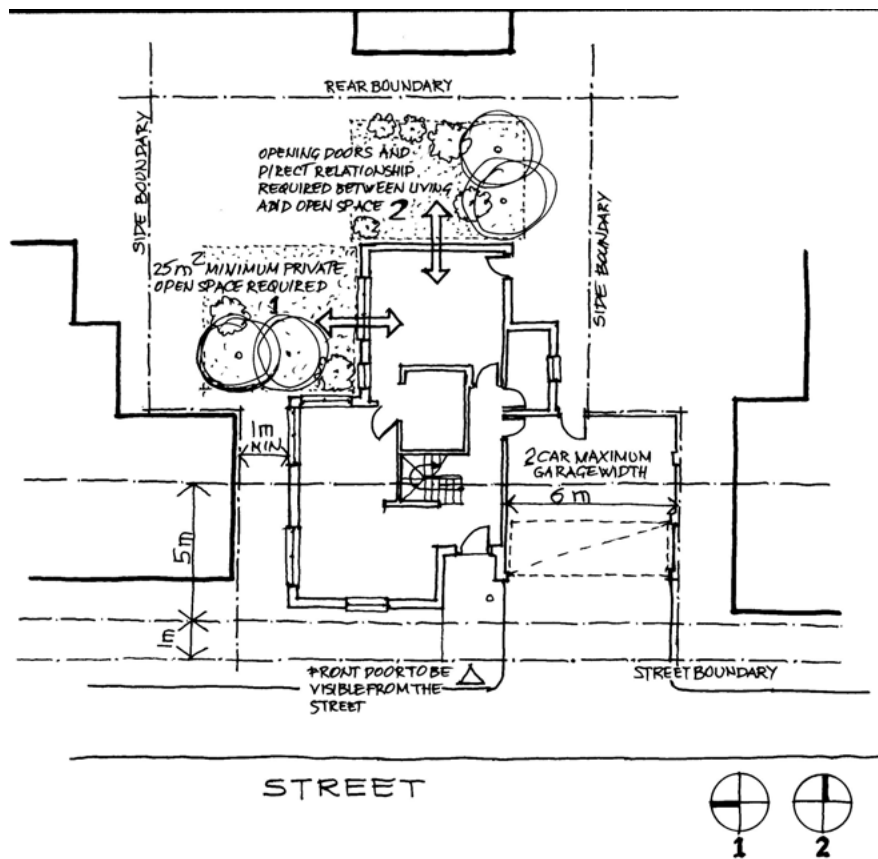 REAR BOUNDARY
SIDE BOUNDARY
OPENING DOORS AND
DIRECT RELATIONSHIP
REQUIRED BETWEEN LIVING
ADID OPEN SPACE 2
SIDE BOUNDARY
25m² MINIMUM PRIVATE
OPEN SPACE REQUIRED
1
1m
MIN
2 CAR MAXIMUM
GARAGE WIDTH
6 m
5m
1m
FRONT DOOR TO BE
VISIBLE FROM THE
STREET
STREET BOUNDARY
STREET
1
2